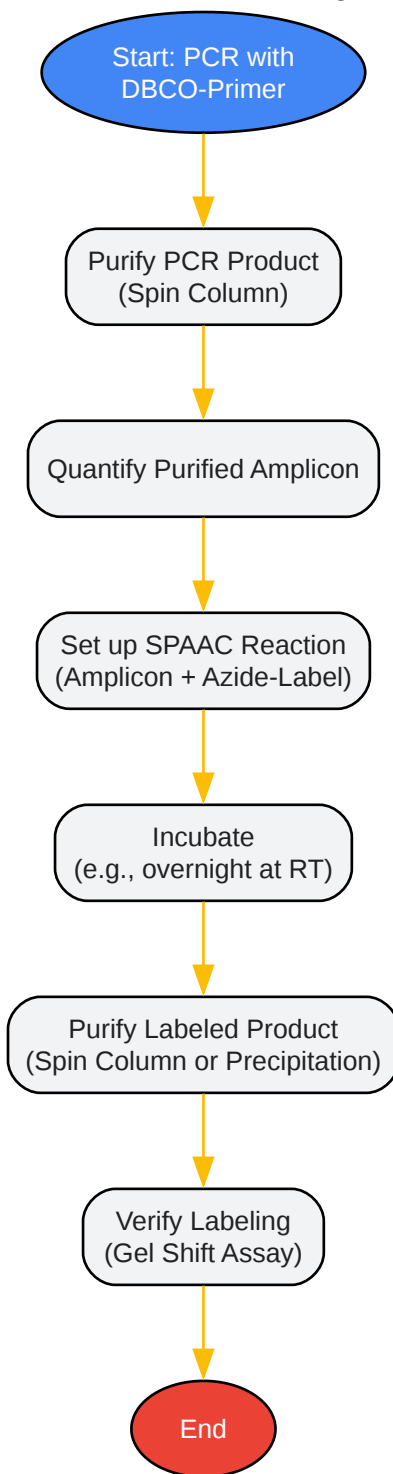 Start: PCR with
DBCO-Primer
Purify PCR Product
(Spin Column)
Quantify Purified Amplicon
Set up SPAAC Reaction
(Amplicon + Azide-Label)
Incubate
(e.g., overnight at RT)
Purify Labeled Product
(Spin Column or Precipitation)
Verify Labeling
(Gel Shift Assay)
End